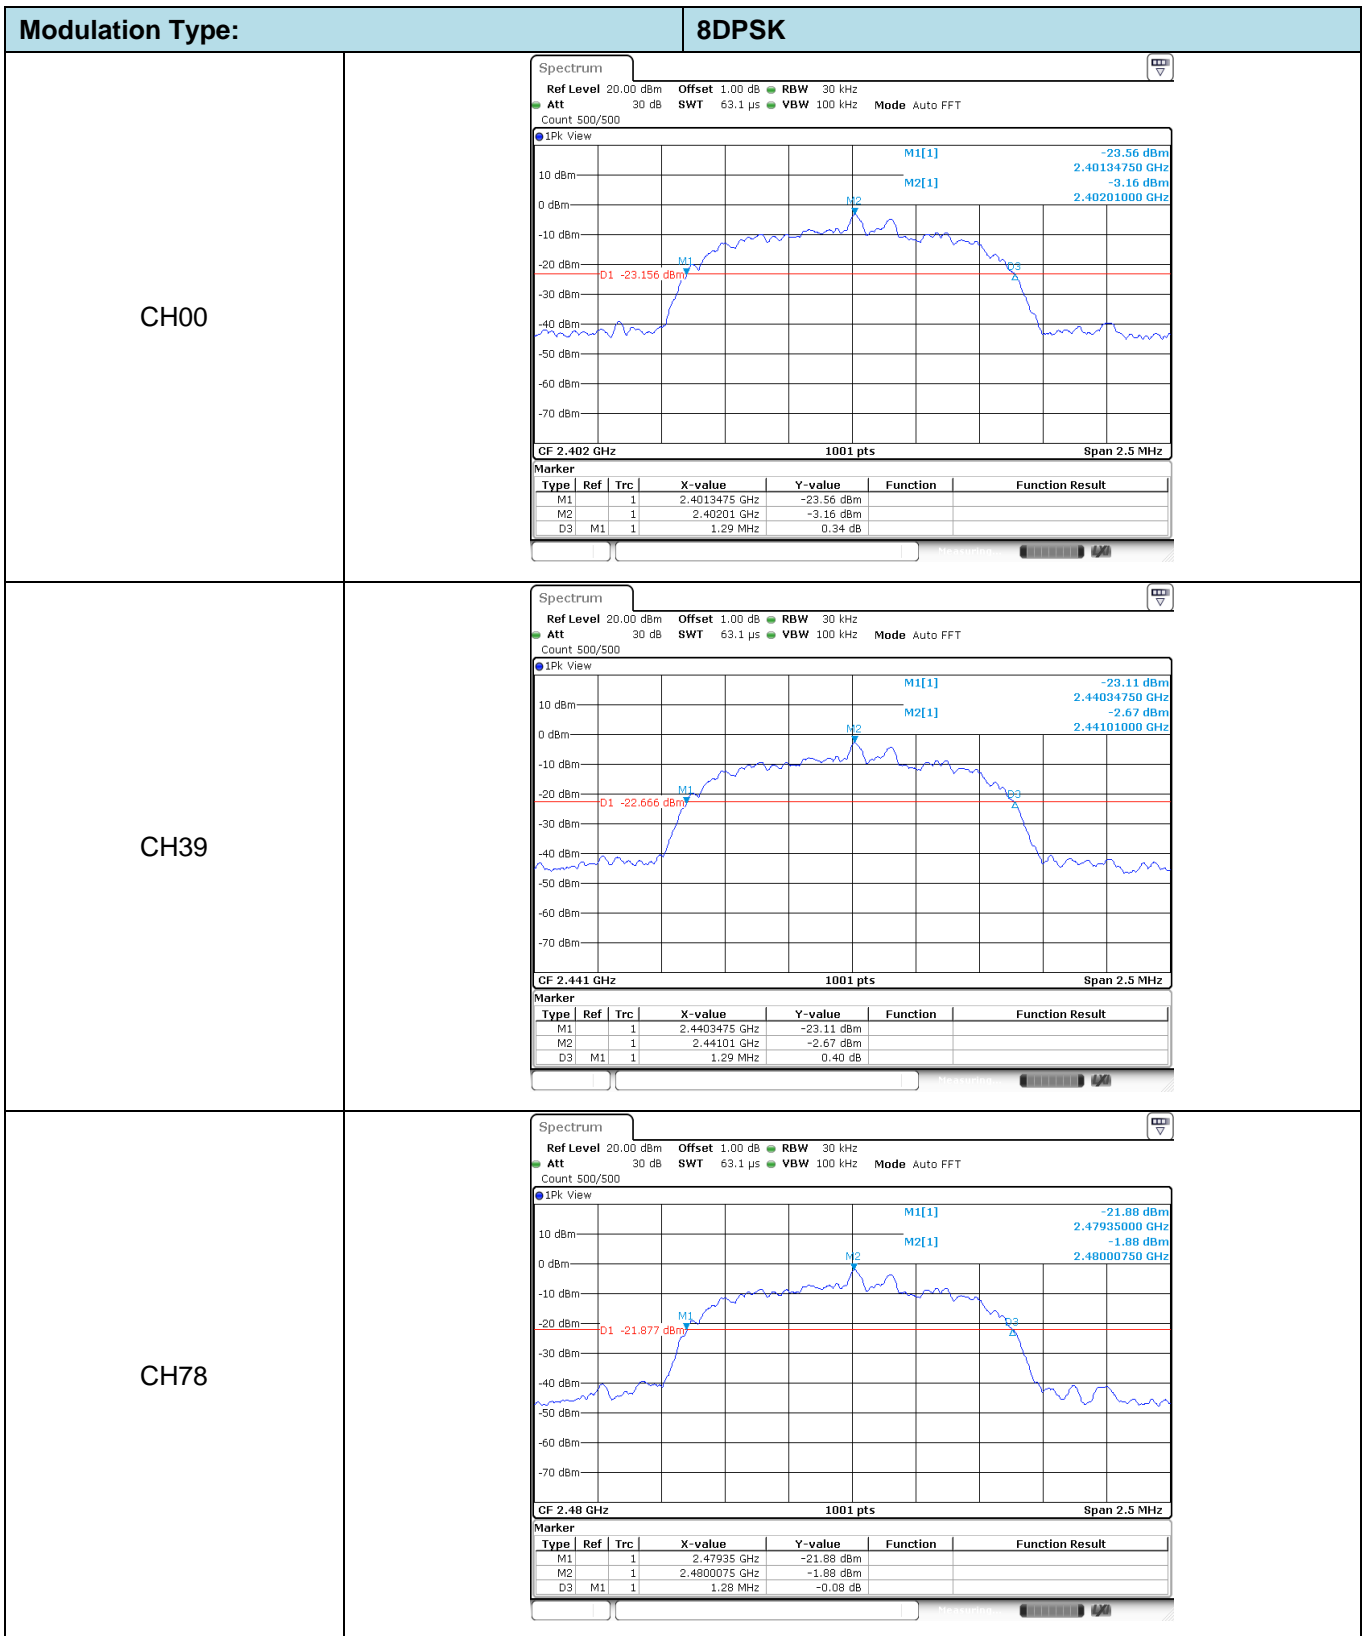 Modulation Type: 8DPSK
CH00
Spectrum
Ref Level 20.00 dBm Offset 1.00 dB RBW 30 kHz
Att 30 dB SWT 63.1 µs VBW 100 kHz Mode Auto FFT
Count 500/500
1Pk View
M1[1] -23.56 dBm
2.40134750 GHz
10 dBm
M2[1] -3.16 dBm
2.40201000 GHz
M2
0 dBm
-10 dBm
M1
-20 dBm
D3
D1 -23.156 dBm
-30 dBm
-40 dBm
-50 dBm
-60 dBm
-70 dBm
CF 2.402 GHz 1001 pts Span 2.5 MHz
Marker
Type Ref Trc X-value Y-value Function Function Result
M1 1 2.4013475 GHz -23.56 dBm
M2 1 2.40201 GHz -3.16 dBm
D3 M1 1 1.29 MHz 0.34 dB
CH39
Spectrum
Ref Level 20.00 dBm Offset 1.00 dB RBW 30 kHz
Att 30 dB SWT 63.1 µs VBW 100 kHz Mode Auto FFT
Count 500/500
1Pk View
M1[1] -23.11 dBm
2.44034750 GHz
10 dBm
M2[1] -2.67 dBm
2.44101000 GHz
M2
0 dBm
-10 dBm
M1
-20 dBm
D3
D1 -22.666 dBm
-30 dBm
-40 dBm
-50 dBm
-60 dBm
-70 dBm
CF 2.441 GHz 1001 pts Span 2.5 MHz
Marker
Type Ref Trc X-value Y-value Function Function Result
M1 1 2.4403475 GHz -23.11 dBm
M2 1 2.44101 GHz -2.67 dBm
D3 M1 1 1.29 MHz 0.40 dB
CH78
Spectrum
Ref Level 20.00 dBm Offset 1.00 dB RBW 30 kHz
Att 30 dB SWT 63.1 µs VBW 100 kHz Mode Auto FFT
Count 500/500
1Pk View
M1[1] -21.88 dBm
2.47935000 GHz
10 dBm
M2[1] -1.88 dBm
2.48000750 GHz
M2
0 dBm
-10 dBm
M1
-20 dBm
D3
D1 -21.877 dBm
-30 dBm
-40 dBm
-50 dBm
-60 dBm
-70 dBm
CF 2.48 GHz 1001 pts Span 2.5 MHz
Marker
Type Ref Trc X-value Y-value Function Function Result
M1 1 2.47935 GHz -21.88 dBm
M2 1 2.4800075 GHz -1.88 dBm
D3 M1 1 1.28 MHz -0.08 dB